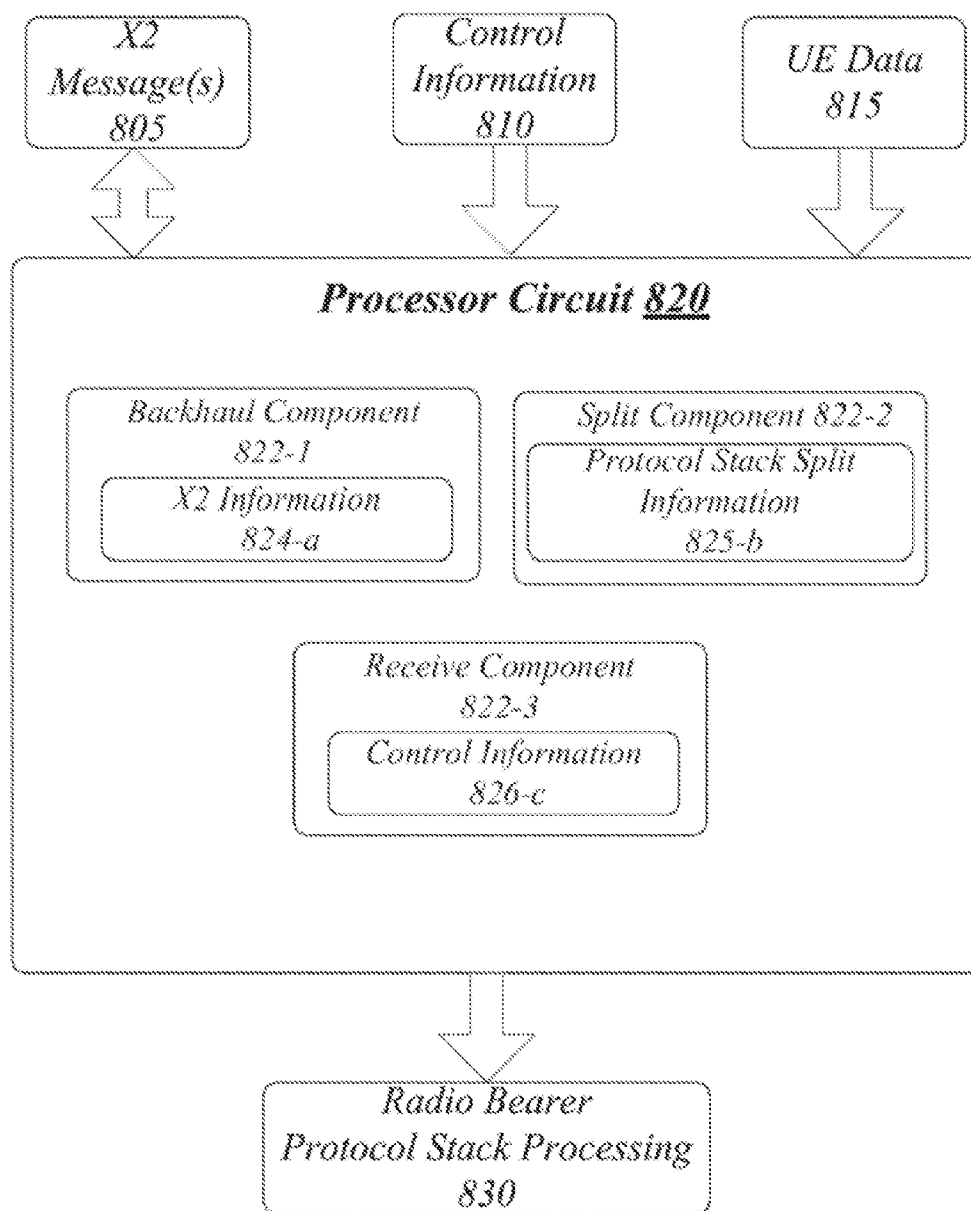 X2
Message(s)
805
Control
Information
810
UE Data
815
Processor Circuit 820
Backhaul Component
822-1
X2 Information
824-a
Split Component 822-2
Protocol Stack Split
Information
825-b
Receive Component
822-3
Control Information
826-c
Radio Bearer
Protocol Stack Processing
830